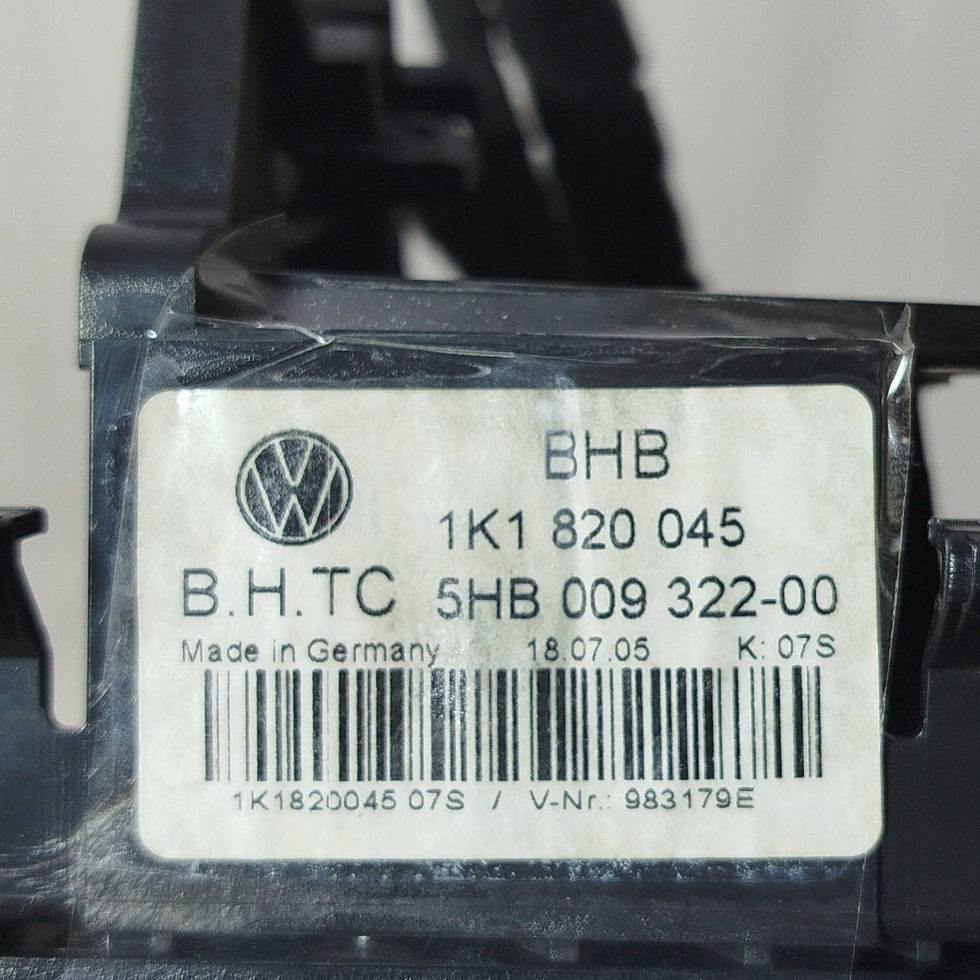 BHB
1K1 820 045
B.H.TC 5HB 009 322-00
Made in Germany 18.07.05 K: 07S
1K1820045 07S / V-Nr.: 983179E